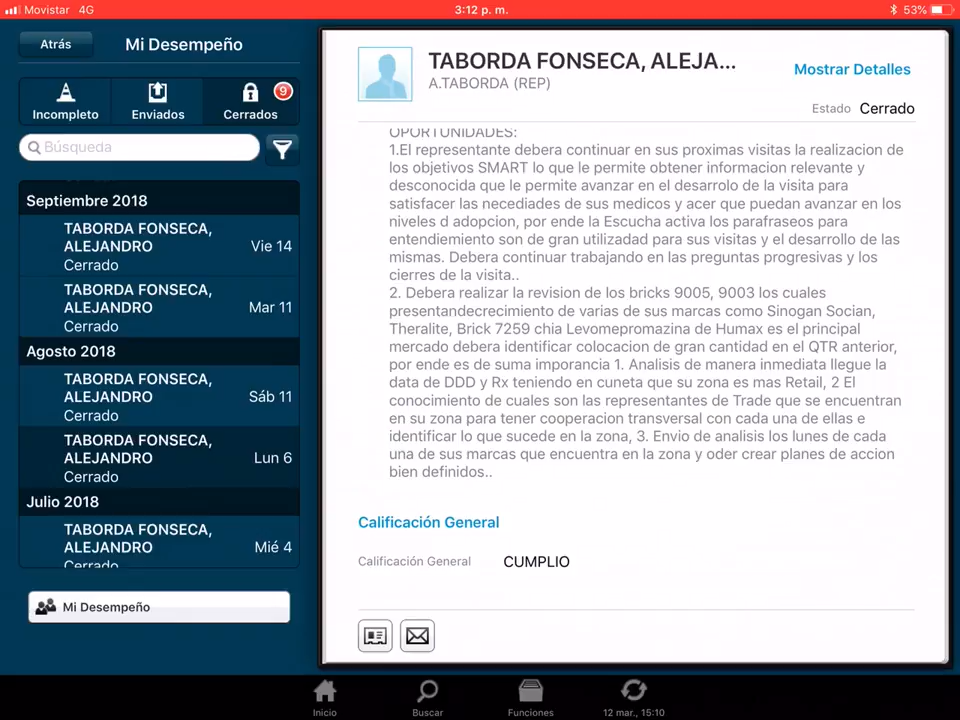 Movistar 4G
3:12 p. m.
53%
Atrás
Mi Desempeño
Incompleto
Enviados
Cerrados
9
Búsqueda
Septiembre 2018
TABORDA FONSECA,
ALEJANDRO
Vie 14
Cerrado
TABORDA FONSECA,
ALEJANDRO
Mar 11
Cerrado
Agosto 2018
TABORDA FONSECA,
ALEJANDRO
Sáb 11
Cerrado
TABORDA FONSECA,
ALEJANDRO
Lun 6
Cerrado
Julio 2018
TABORDA FONSECA,
ALEJANDRO
Mié 4
Cerrado
Mi Desempeño
TABORDA FONSECA, ALEJA...
A.TABORDA (REP)
Mostrar Detalles
Estado Cerrado
OPORTUNIDADES:
1.El representante debera continuar en sus proximas visitas la realizacion de
los objetivos SMART lo que le permite obtener informacion relevante y
desconocida que le permite avanzar en el desarrolo de la visita para
satisfacer las necediades de sus medicos y acer que puedan avanzar en los
niveles d adopcion, por ende la Escucha activa los parafraseos para
entendiemiento son de gran utilizadad para sus visitas y el desarrollo de las
mismas. Debera continuar trabajando en las preguntas progresivas y los
cierres de la visita..
2. Debera realizar la revision de los bricks 9005, 9003 los cuales
presentandecrecimiento de varias de sus marcas como Sinogan Socian,
Theralite, Brick 7259 chia Levomepromazina de Humax es el principal
mercado debera identificar colocacion de gran cantidad en el QTR anterior,
por ende es de suma imporancia 1. Analisis de manera inmediata llegue la
data de DDD y Rx teniendo en cuneta que su zona es mas Retail, 2 El
conocimiento de cuales son las representantes de Trade que se encuentran
en su zona para tener cooperacion transversal con cada una de ellas e
identificar lo que sucede en la zona, 3. Envio de analisis los lunes de cada
una de sus marcas que encuentra en la zona y oder crear planes de accion
bien definidos..
Calificación General
Calificación General CUMPLIO
Inicio
Buscar
Funciones
12 mar., 15:10